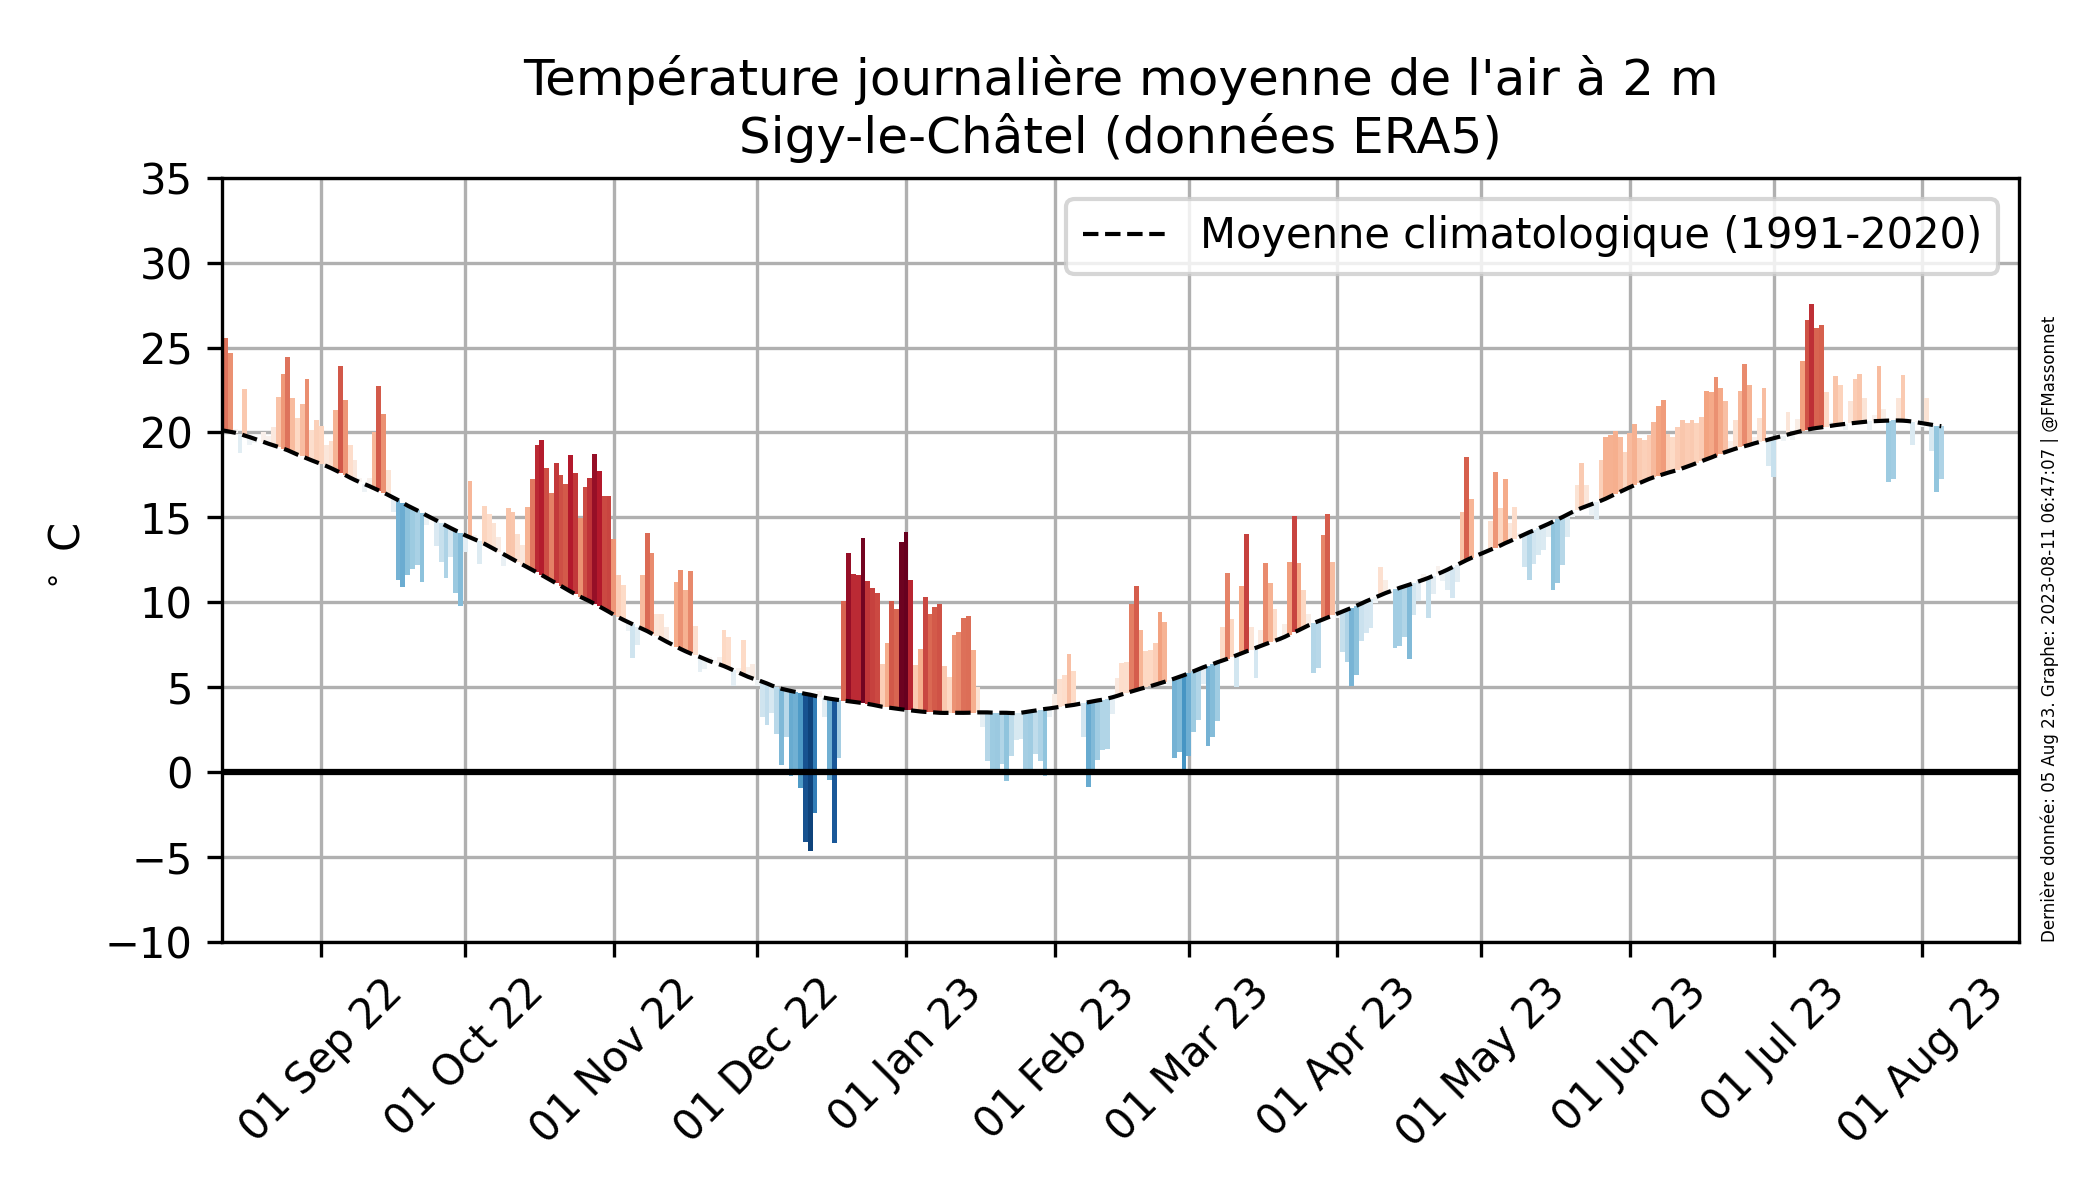 Température journalière moyenne de l'air à 2 m
Sigy-le-Châtel (données ERA5)
35
30
25
20
15
10
5
0
−5
−10
° C
Moyenne climatologique (1991-2020)
01 Sep 22
01 Oct 22
01 Nov 22
01 Dec 22
01 Jan 23
01 Feb 23
01 Mar 23
01 Apr 23
01 May 23
01 Jun 23
01 Jul 23
01 Aug 23
Dernière donnée: 05 Aug 23. Graphe: 2023-08-11 06:47:07 | @FMassonnet